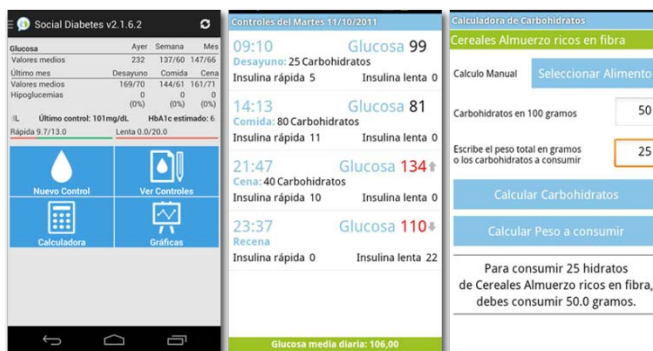 Social Diabetes v2.1.6.2
Glucosa Ayer Semana Mes
Valores medios 232 137/60 147/66
Último mes Desayuno Comida Cena
Valores medios 169/70 144/61 161/71
Hipoglucemias 0 0 0
(0%) (0%) (0%)
Último control: 101mg/dL HbA1c estimado: 6
Rápida 9.7/13.0 Lenta 0.0/20.0
Nuevo Control Ver Controles
Calculadora Gráficas
Controles del Martes 11/10/2011
09:10 Glucosa 99
Desayuno: 25 Carbohidratos
Insulina rápida 5 Insulina lenta 0
14:13 Glucosa 81
Comida: 80 Carbohidratos
Insulina rápida 11 Insulina lenta 0
21:47 Glucosa 134
Cena: 40 Carbohidratos
Insulina rápida 10 Insulina lenta 0
23:37 Glucosa 110
Recena
Insulina rápida 0 Insulina lenta 22
Glucosa media diaria: 106,00
Calculadora de Carbohidratos
Cereales Almuerzo ricos en fibra
Calculo Manual Seleccionar Alimento
Carbohidratos en 100 gramos 50
Escribe el peso total en gramos
o los carbohidratos a consumir 25
Calcular Carbohidratos
Calcular Peso a consumir
Para consumir 25 hidratos
de Cereales Almuerzo ricos en fibra,
debes consumir 50.0 gramos.